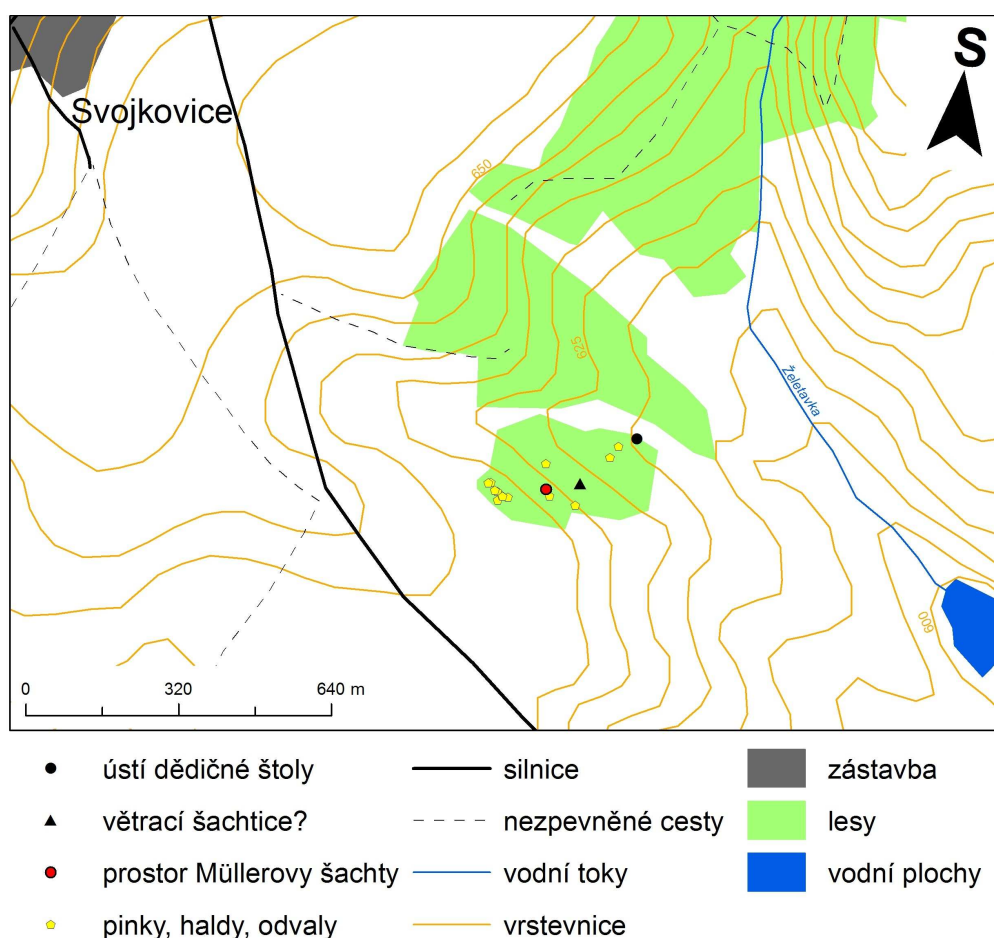 S
Svojkovice
650
625
Želetavka
600
0 320 640 m
ústí dědičné štoly
silnice
zástavba
větrací šachtice?
nezpevněné cesty
lesy
prostor Müllerovy šachty
vodní toky
vodní plochy
pinky, haldy, odvaly
vrstevnice